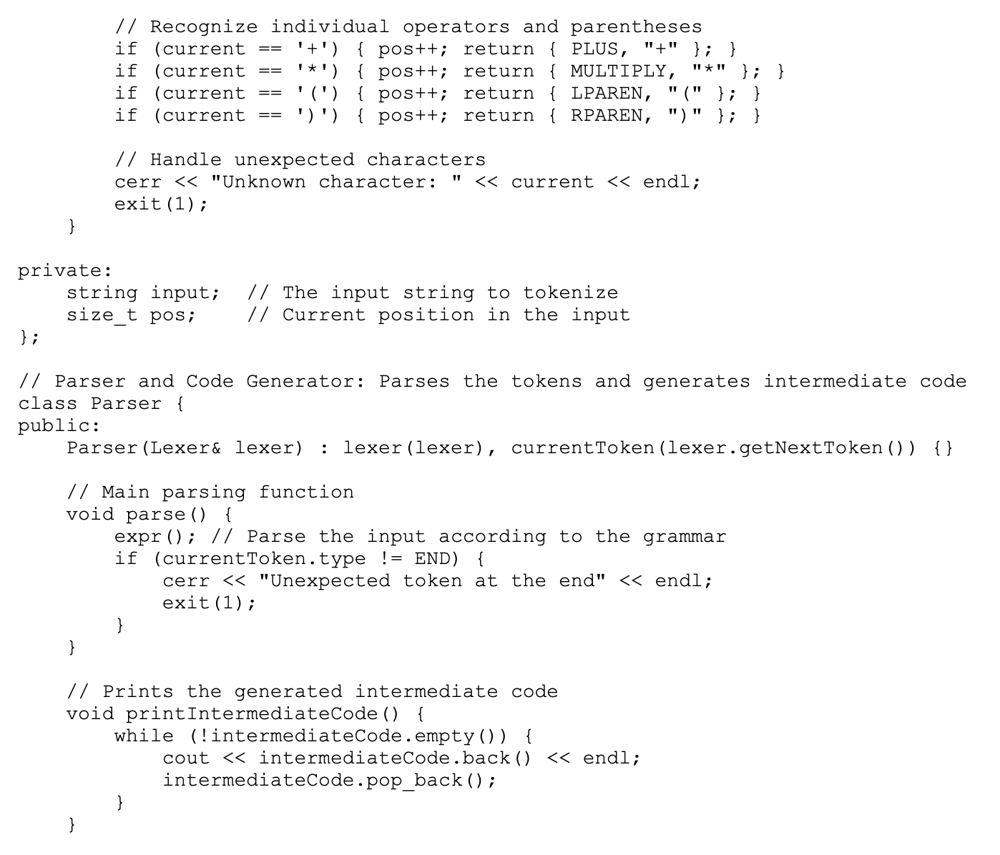 // Recognize individual operators and parentheses
        if (current == '+') { pos++; return { PLUS, "+" }; }
        if (current == '*') { pos++; return { MULTIPLY, "*" }; }
        if (current == '(') { pos++; return { LPAREN, "(" }; }
        if (current == ')') { pos++; return { RPAREN, ")" }; }

        // Handle unexpected characters
        cerr << "Unknown character: " << current << endl;
        exit(1);
    }

private:
    string input;  // The input string to tokenize
    size_t pos;    // Current position in the input
};

// Parser and Code Generator: Parses the tokens and generates intermediate code
class Parser {
public:
    Parser(Lexer& lexer) : lexer(lexer), currentToken(lexer.getNextToken()) {}

    // Main parsing function
    void parse() {
        expr(); // Parse the input according to the grammar
        if (currentToken.type != END) {
            cerr << "Unexpected token at the end" << endl;
            exit(1);
        }
    }

    // Prints the generated intermediate code
    void printIntermediateCode() {
        while (!intermediateCode.empty()) {
            cout << intermediateCode.back() << endl;
            intermediateCode.pop_back();
        }
    }